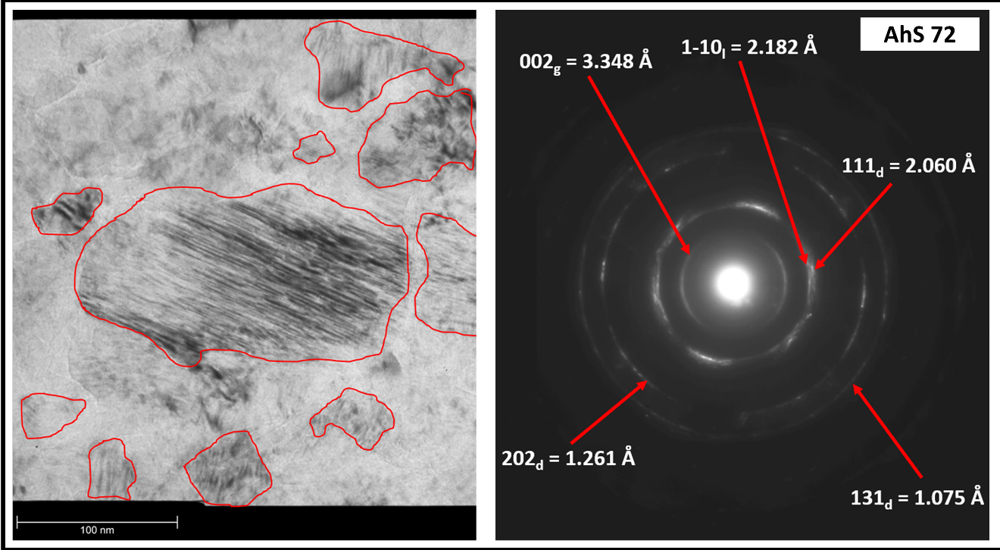 AhS 72
002g = 3.348 Å
1-10l = 2.182 Å
111d = 2.060 Å
202d = 1.261 Å
131d = 1.075 Å
100 nm